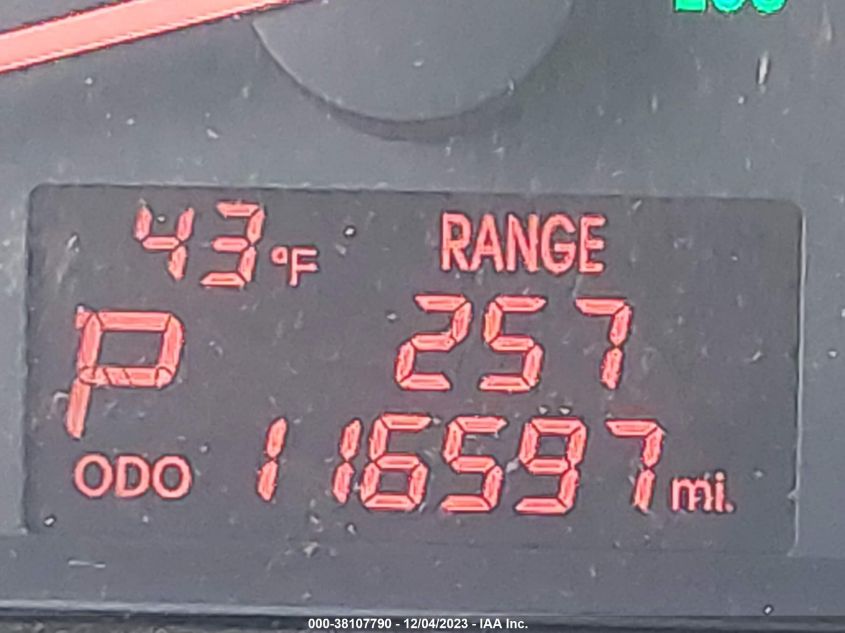 43°F RANGE
P 257
ODO 116597 mi.
000-38107790 - 12/04/2023 - IAA Inc.